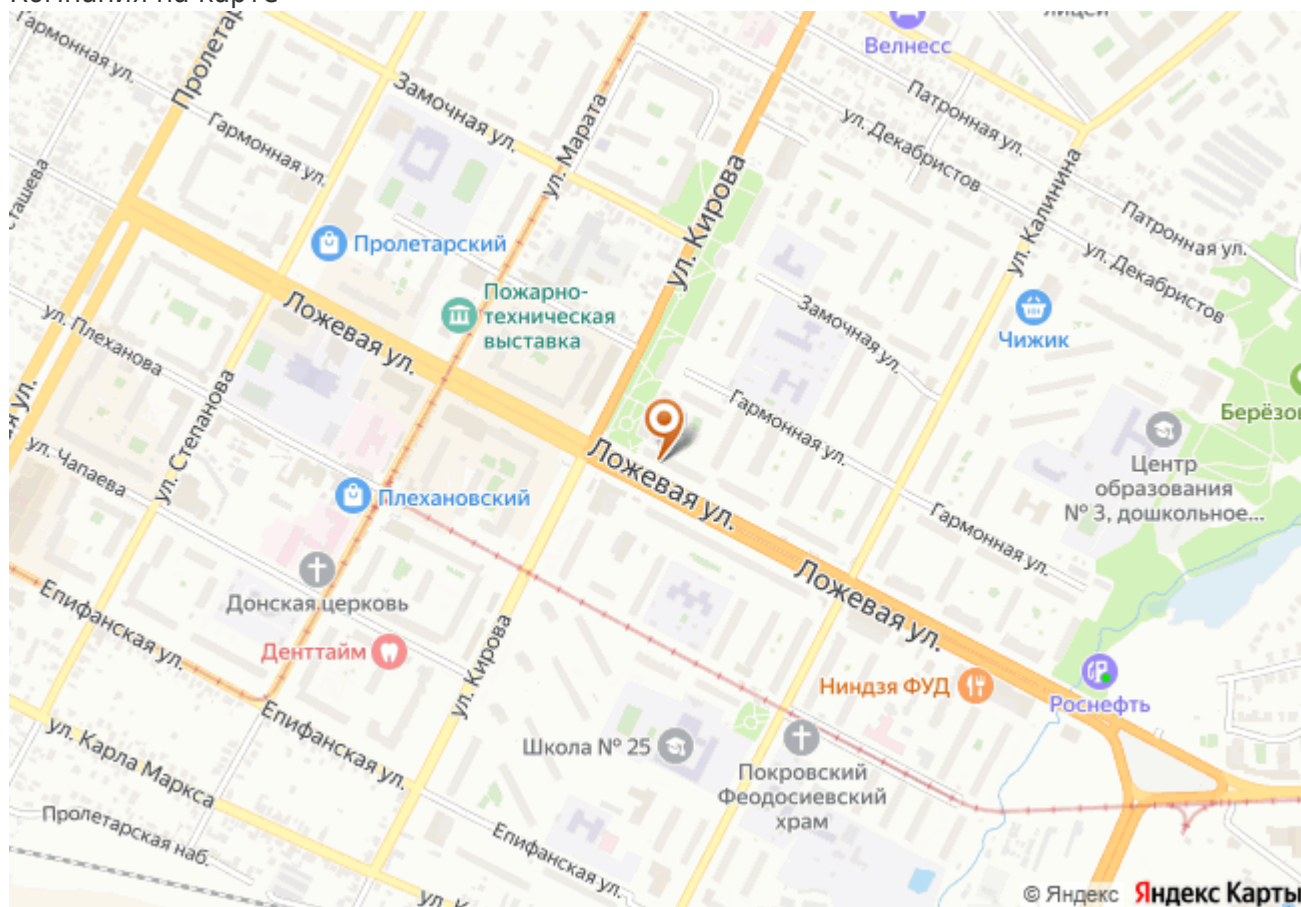 Компания на карте
Гармонная ул.
Пролетар
Велнесс
лицей
Замочная ул.
Патронная ул.
ул. Декабристов
ул. Марата
Гармонная ул.
ул. Кирова
ул. Калинина
Патронная ул.
ул. Декабристов
Пролетарский
Пожарно-
техническая
выставка
Ложевая ул.
ул. Плеханова
Замочная ул.
Чижик
ул. Степанова
Гармонная ул.
Берёзов
Центр
образования
№ 3, дошкольное...
ул. Чапаева
Ложевая ул.
Плехановский
Гармонная ул.
Донская церковь
Ложевая ул.
Епифанская ул.
Денттайм
ул. Кирова
Ниндзя ФУД
Роснефть
Епифанская ул.
Школа № 25
Покровский
Феодосиевский
храм
ул. Карла Маркса
Пролетарская наб.
Епифанская ул.
© Яндекс Яндекс Карты